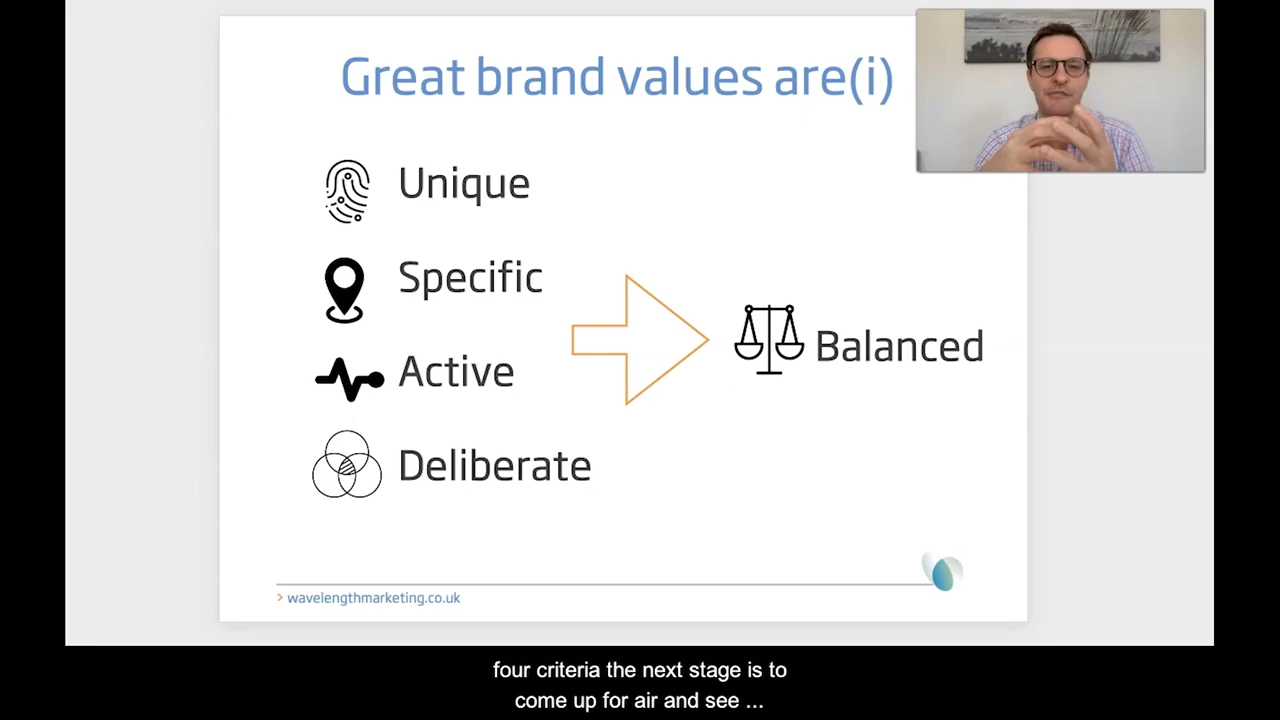 Great brand values are(i)
Unique
Specific
Active
Deliberate
Balanced
> wavelengthmarketing.co.uk
four criteria the next stage is to
come up for air and see ...